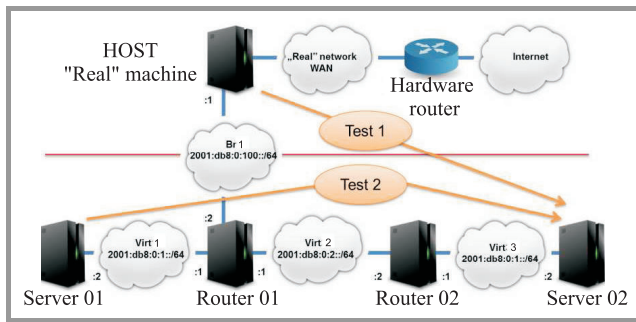 HOST
"Real" machine
„Real" network
WAN
Hardware
router
Internet
:1
Test 1
Br 1
2001:db8:0:100::/64
Test 2
:2
Virt 1
2001:db8:0:1::/64
Virt 2
2001:db8:0:2::/64
Virt 3
2001:db8:0:1::/64
:2
:1
:1
:2
:1
:2
Server 01
Router 01
Router 02
Server 02